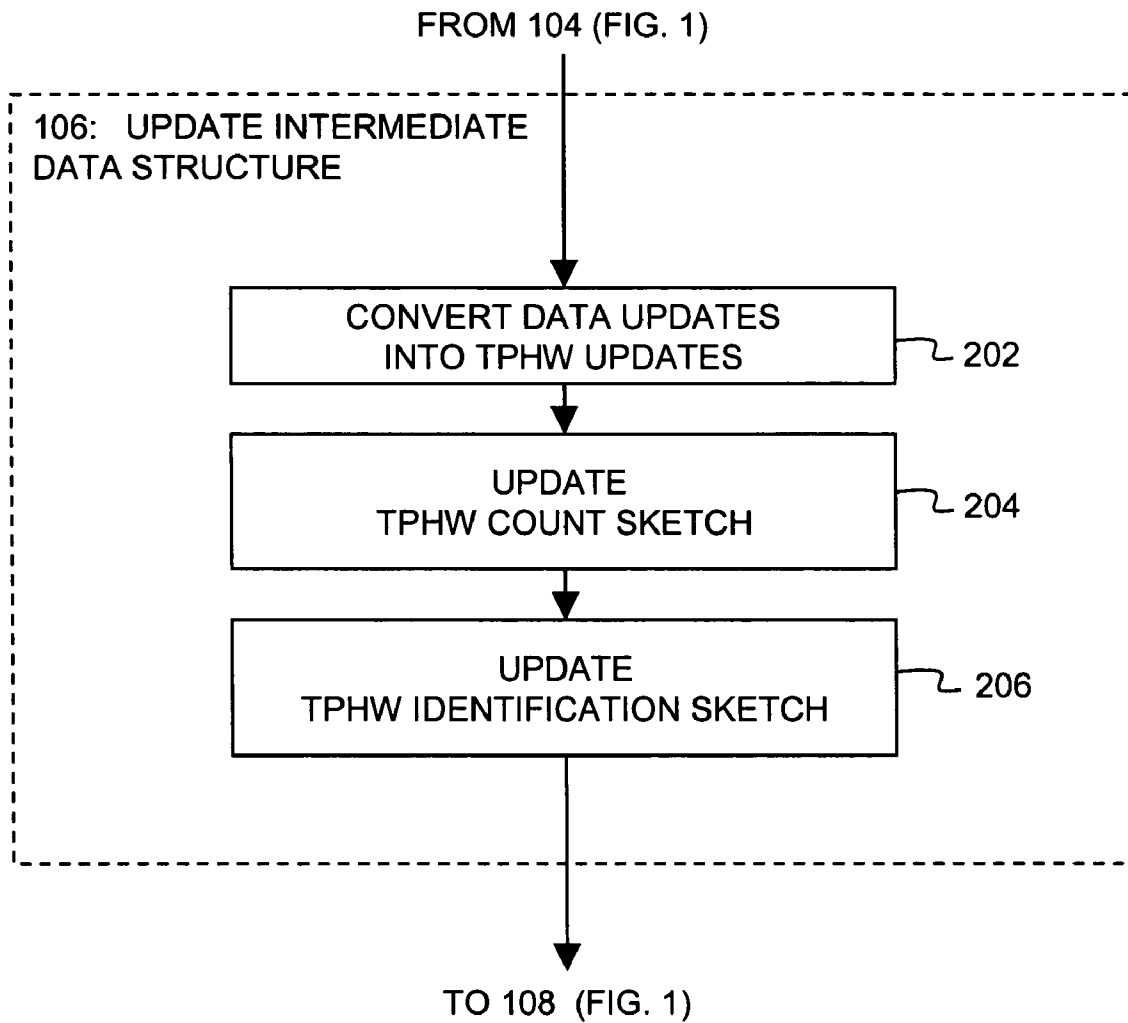 FROM 104 (FIG. 1)
106: UPDATE INTERMEDIATE
DATA STRUCTURE
CONVERT DATA UPDATES
INTO TPHW UPDATES
202
UPDATE
TPHW COUNT SKETCH
204
UPDATE
TPHW IDENTIFICATION SKETCH
206
TO 108 (FIG. 1)